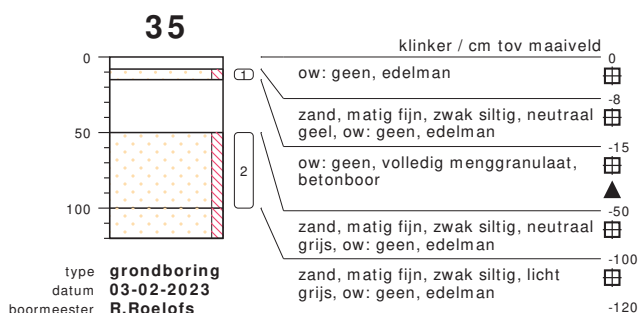 35
klinker / cm tov maaiveld
0
0
ow: geen, edelman
1
-8
zand, matig fijn, zwak siltig, neutraal
geel, ow: geen, edelman
-15
50
ow: geen, volledig menggranulaat,
betonboor
2
-50
100
zand, matig fijn, zwak siltig, neutraal
grijs, ow: geen, edelman
-100
zand, matig fijn, zwak siltig, licht
grijs, ow: geen, edelman
-120
type grondboring
datum 03-02-2023
boormeester R.Roelofs